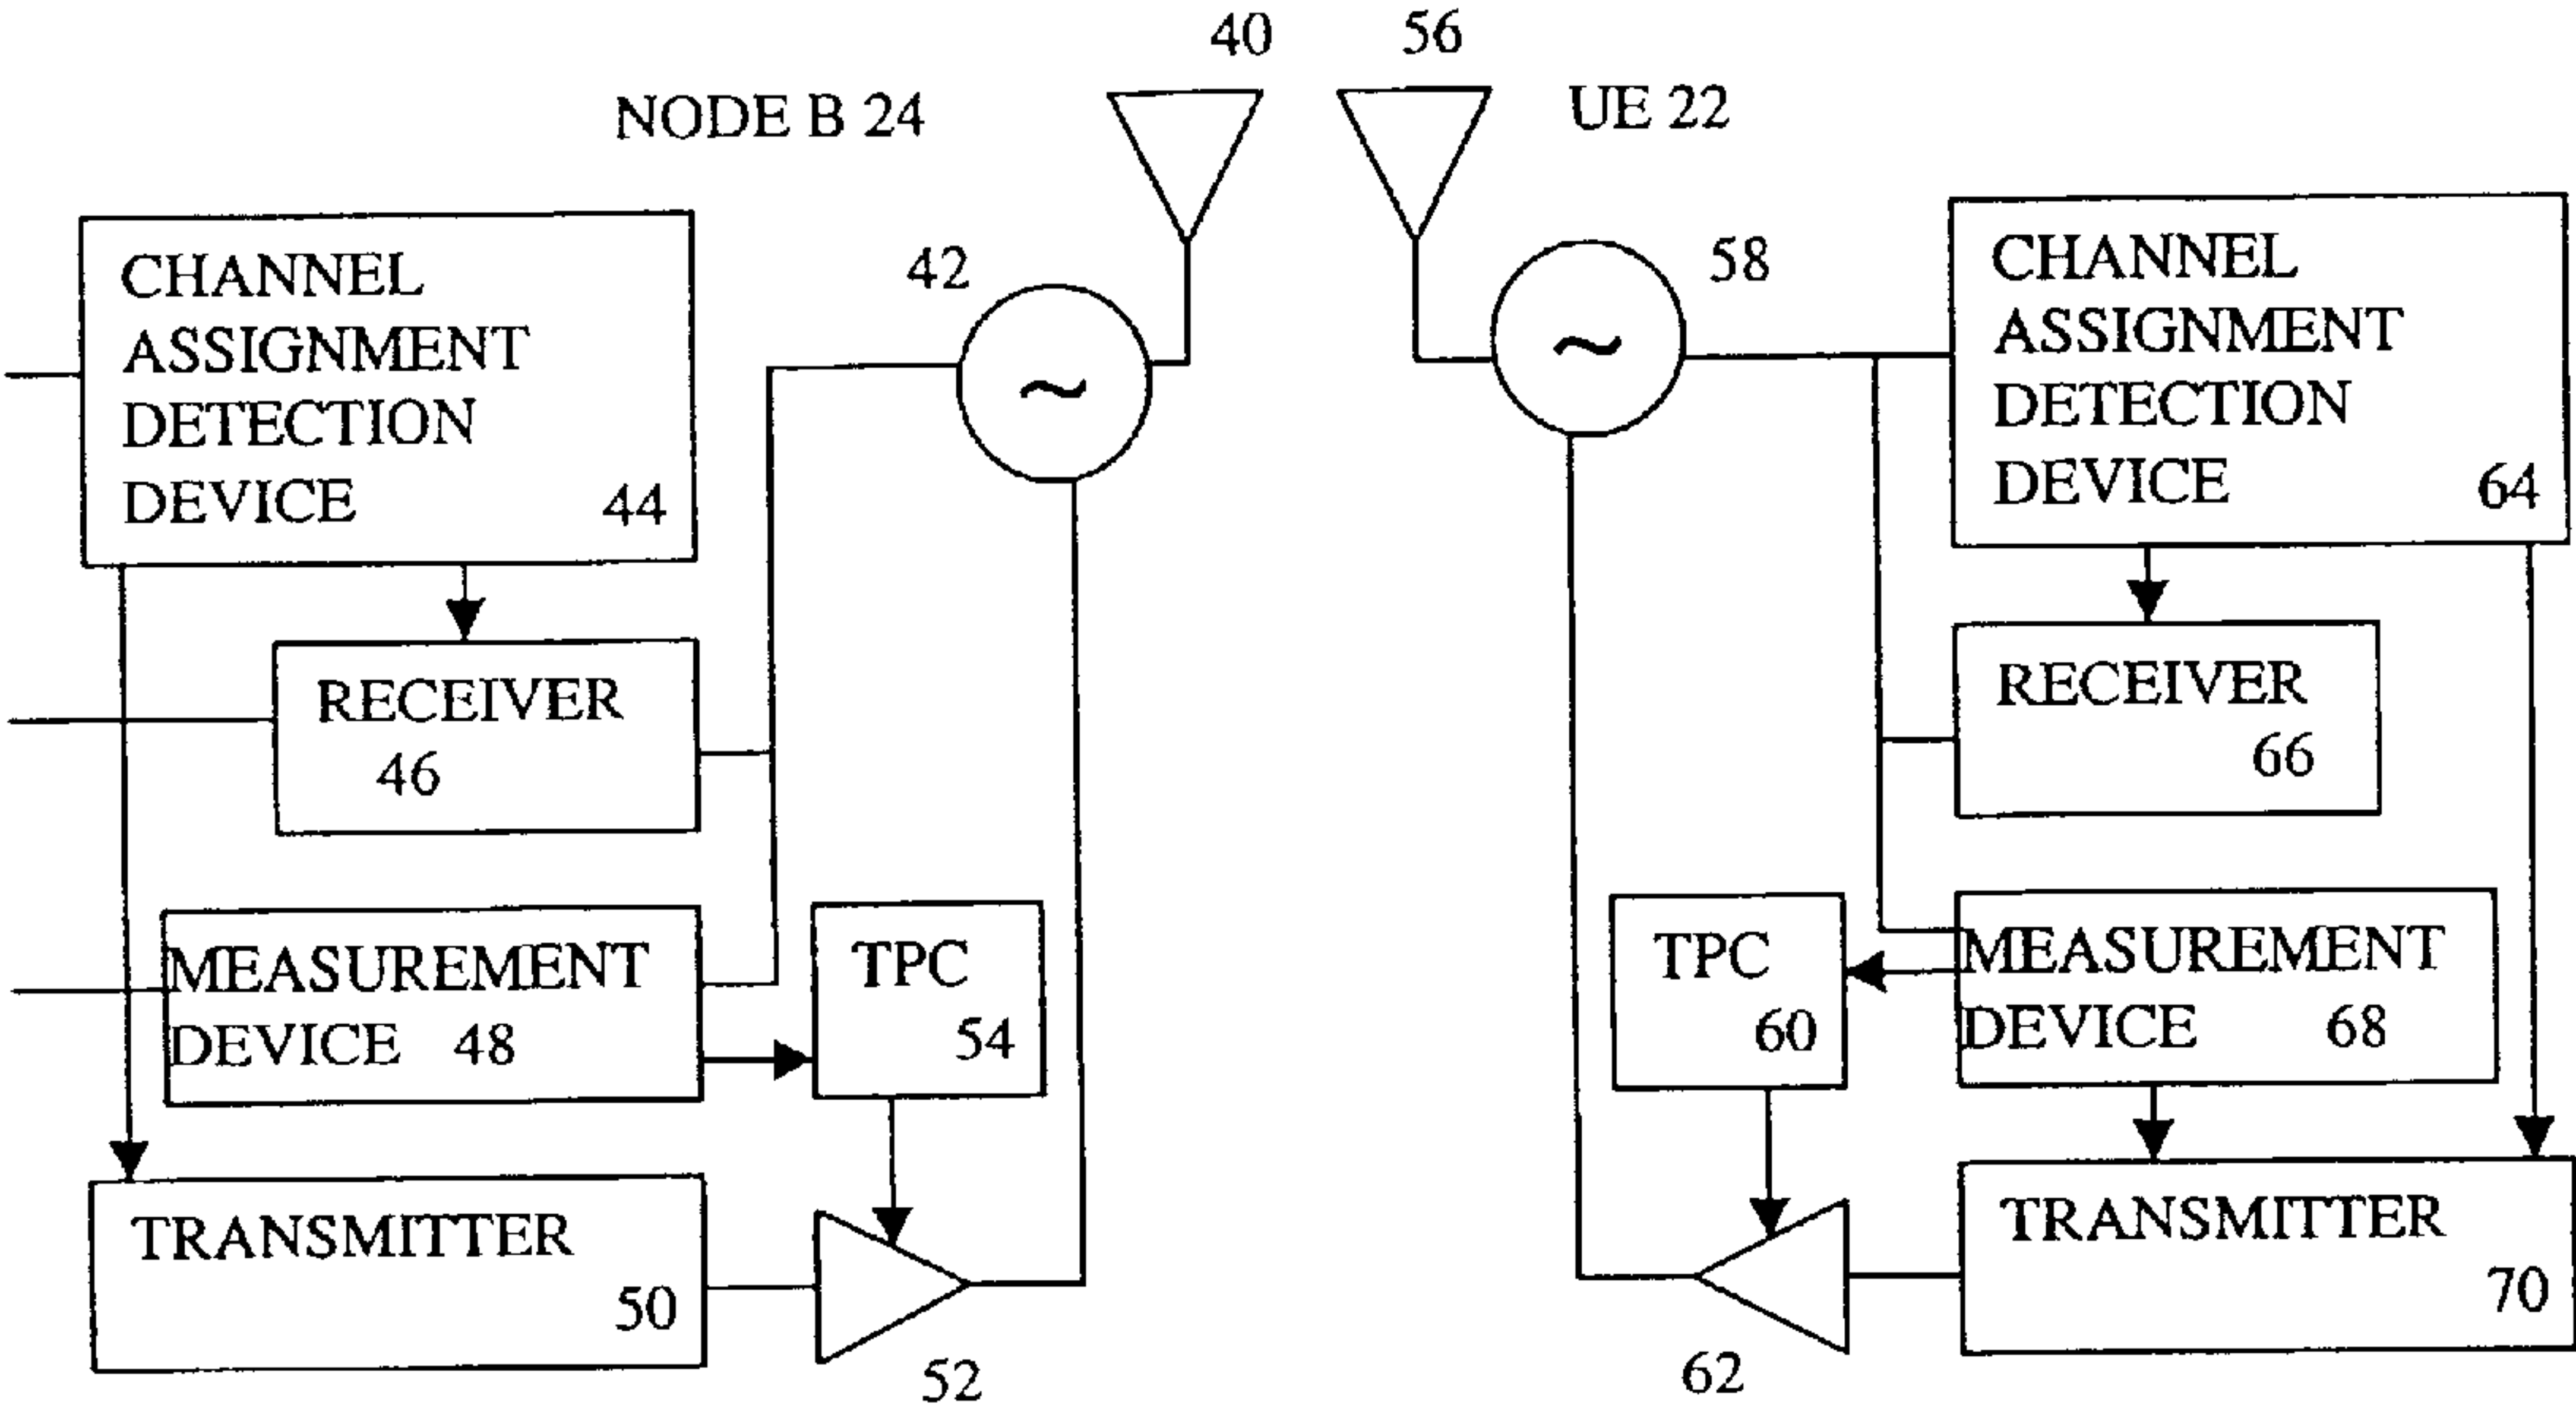 40
56
NODE B 24
UE 22
42
58
CHANNEL
ASSIGNMENT
DETECTION
DEVICE 44
RECEIVER
46
MEASUREMENT
DEVICE 48
TPC
54
TRANSMITTER
50
52
CHANNEL
ASSIGNMENT
DETECTION
DEVICE 64
RECEIVER
66
TPC
60
MEASUREMENT
DEVICE 68
TRANSMITTER
70
62
~
~